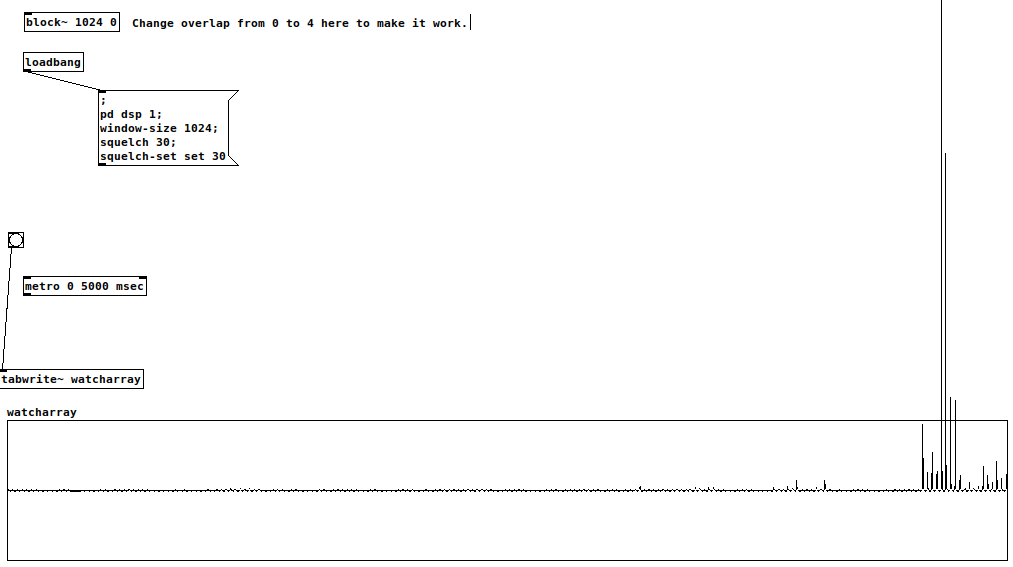 block~ 1024 0
Change overlap from 0 to 4 here to make it work.
loadbang
;
pd dsp 1;
window-size 1024;
squelch 30;
squelch-set set 30
metro 0 5000 msec
tabwrite~ watcharray
watcharray